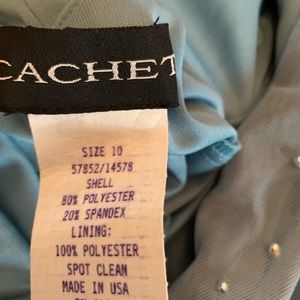 CACHET
SIZE 10
57852/14578
SHELL
80% POLYESTER
20% SPANDEX
LINING:
100% POLYESTER
SPOT CLEAN
MADE IN USA